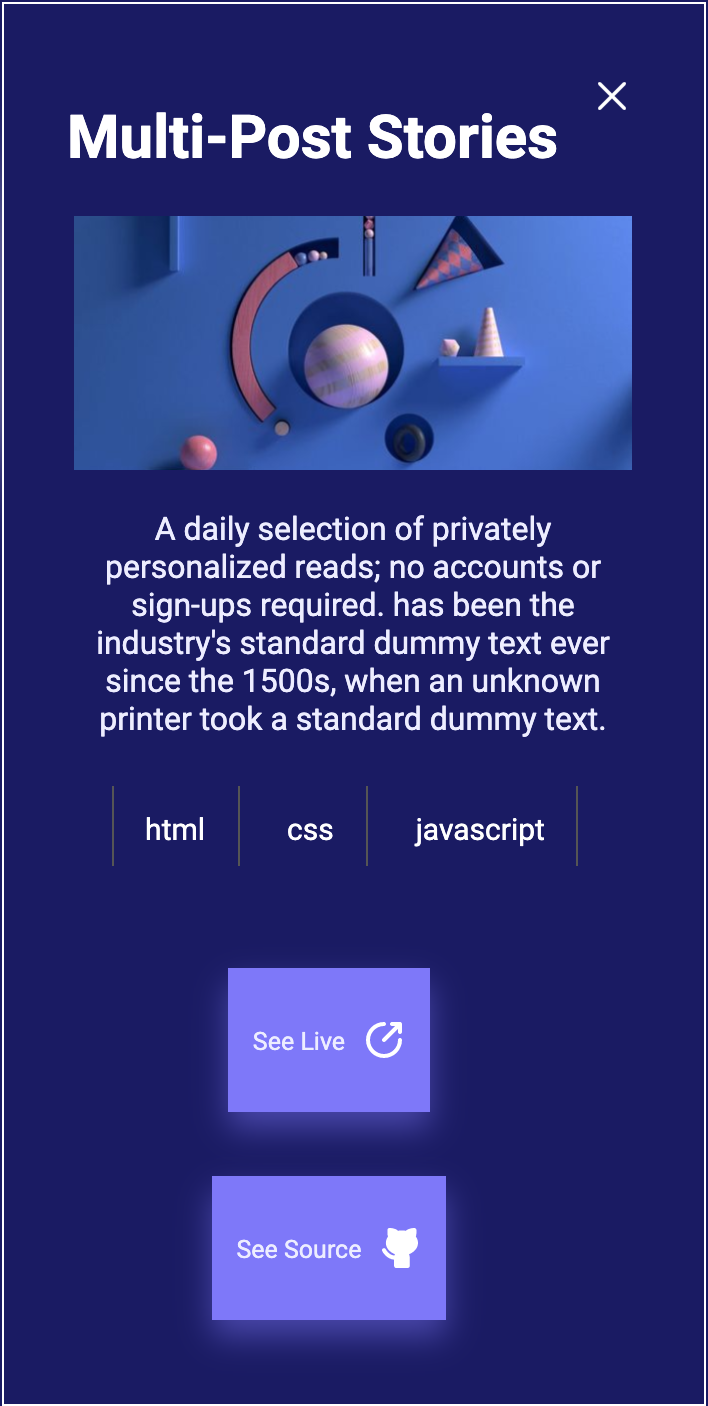 Multi-Post Stories
A daily selection of privately
personalized reads; no accounts or
sign-ups required. has been the
industry's standard dummy text ever
since the 1500s, when an unknown
printer took a standard dummy text.
html css javascript
See Live
See Source